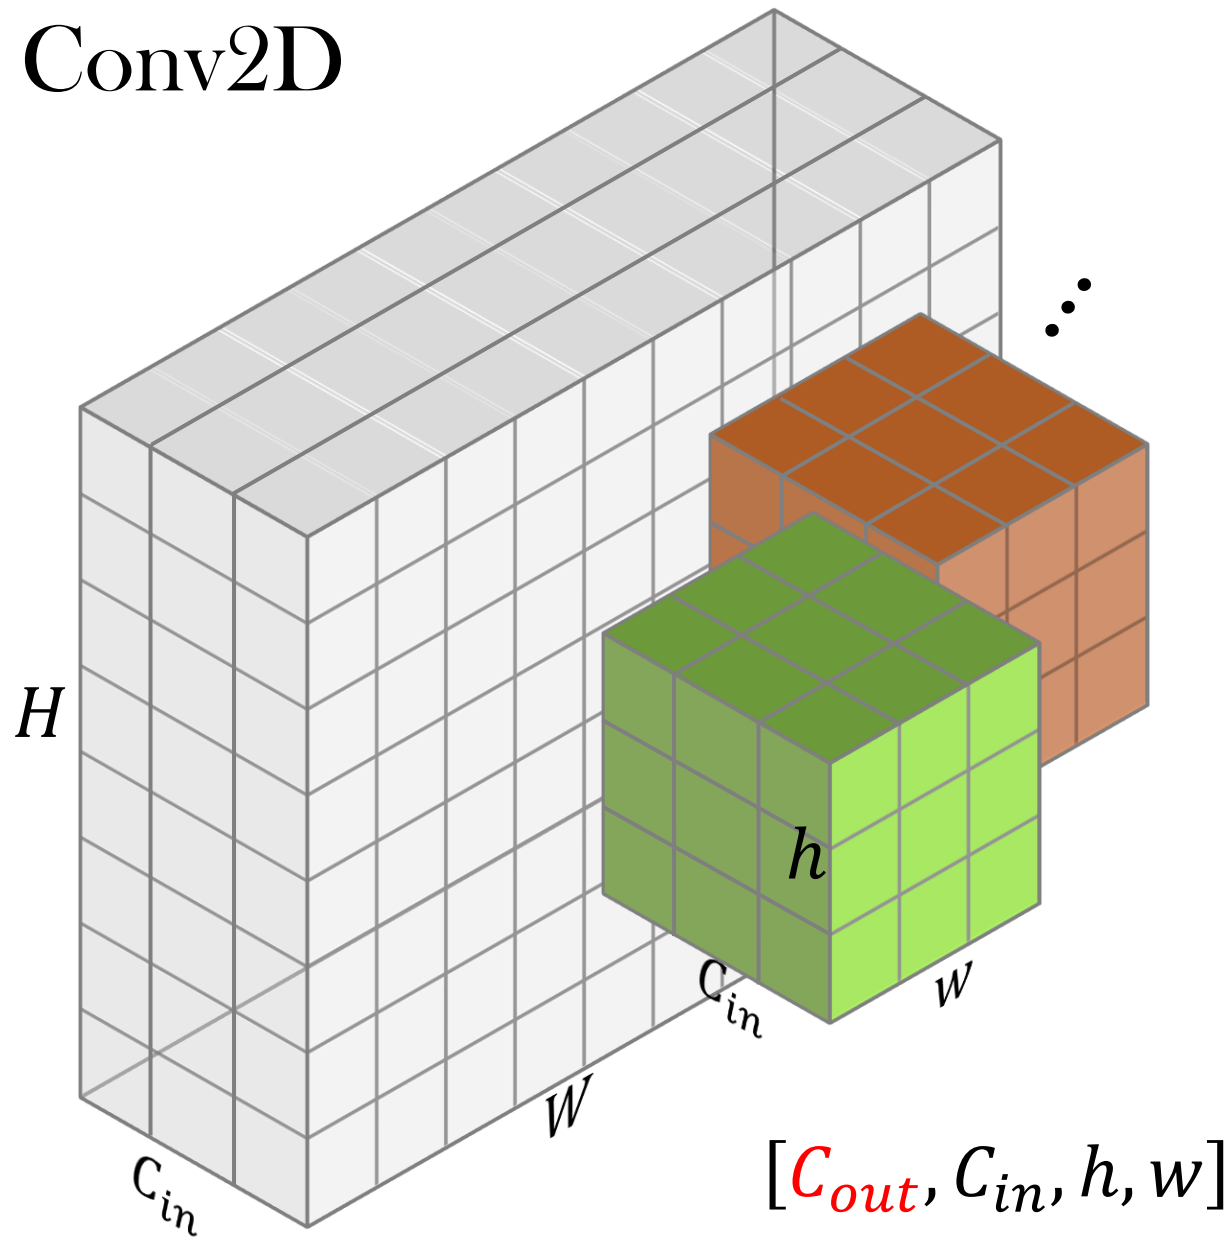 Conv2D
H
h
C_in
w
W
C_in
[C_out, C_in, h, w]